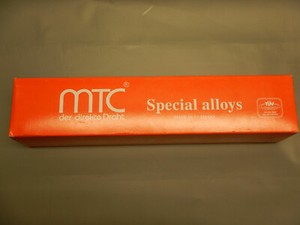 MTC®
der direkte Draht
Special alloys